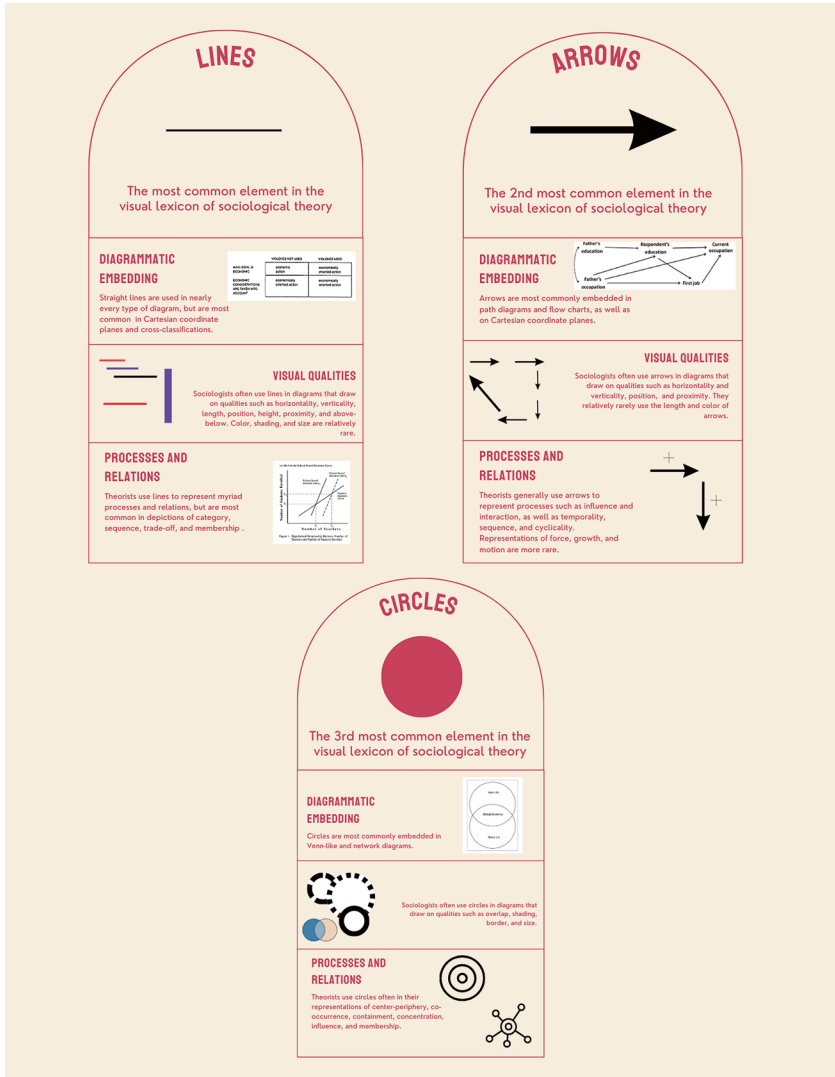 LINES
The most common element in the
visual lexicon of sociological theory
DIAGRAMMATIC
EMBEDDING
Straight lines are used in nearly
every type of diagram, but are most
common in Cartesian coordinate
planes and cross-classifications.
VIOLENCE NOT USED VIOLENCE USED
MAIN GOAL IS
ECONOMIC
economic
action
economically
oriented action
ECONOMIC
CONSIDERATIONS
ARE TAKEN INTO
ACCOUNT
economically
oriented action
economically
oriented action
VISUAL QUALITIES
Sociologists often use lines in diagrams that draw
on qualities such as horizontality, verticality,
length, position, height, proximity, and above-
below. Color, shading, and size are relatively
rare.
PROCESSES AND
RELATIONS
Theorists use lines to represent myriad
processes and relations, but are most
common in depictions of category,
sequence, trade-off, and membership .
Number of Students Enrolled
Number of Teachers
ARROWS
The 2nd most common element in the
visual lexicon of sociological theory
DIAGRAMMATIC
EMBEDDING
Father's
education
Respondent's
education
Current
occupation
Father's
occupation
First job
Arrows are most commonly embedded in
path diagrams and flow charts, as well as
on Cartesian coordinate planes.
VISUAL QUALITIES
Sociologists often use arrows in diagrams that
draw on qualities such as horizontality and
verticality, position, and proximity. They
relatively rarely use the length and color of
arrows.
PROCESSES AND
RELATIONS
Theorists generally use arrows to
represent processes such as influence and
interaction, as well as temporality,
sequence, and cyclicality.
Representations of force, growth, and
motion are more rare.
+
+
CIRCLES
The 3rd most common element in the
visual lexicon of sociological theory
DIAGRAMMATIC
EMBEDDING
Circles are most commonly embedded in
Venn-like and network diagrams.
Sociologists often use circles in diagrams that
draw on qualities such as overlap, shading,
border, and size.
PROCESSES AND
RELATIONS
Theorists use circles often in their
representations of center-periphery, co-
occurrence, containment, concentration,
influence, and membership.